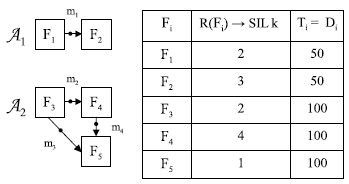 m₁
𝒜₁ F₁ F₂
m₂
𝒜₂ F₃ F₄
m₃ m₄
F₅
Fᵢ R(Fᵢ) → SIL k Tᵢ = Dᵢ
F₁ 2 50
F₂ 3 50
F₃ 2 100
F₄ 4 100
F₅ 1 100